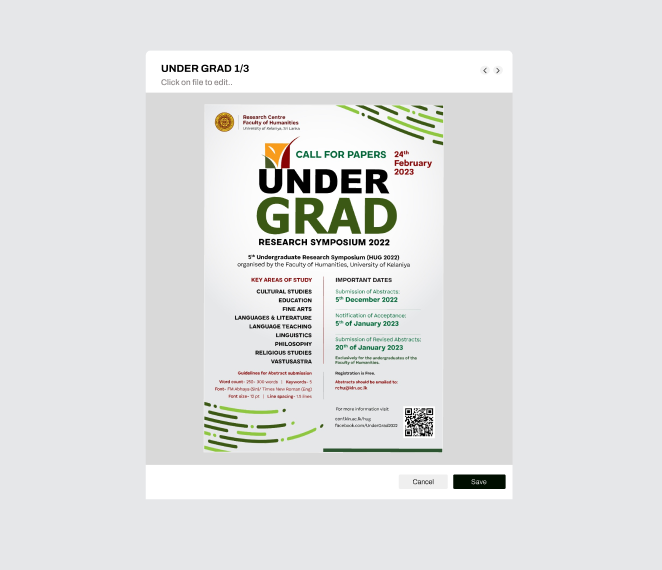 UNDER GRAD 1/3
Click on file to edit..
Research Centre
Faculty of Humanities
University of Kelaniya, Sri Lanka
CALL FOR PAPERS
24th
February
2023
UNDER
GRAD
RESEARCH SYMPOSIUM 2022
5th Undergraduate Research Symposium (HUG 2022)
organised by the Faculty of Humanities, University of Kelaniya
KEY AREAS OF STUDY
CULTURAL STUDIES
EDUCATION
FINE ARTS
LANGUAGES & LITERATURE
LANGUAGE TEACHING
LINGUISTICS
PHILOSOPHY
RELIGIOUS STUDIES
VASTUSASTRA
Guidelines for Abstract submission
Word count- 250- 300 words | Keywords- 5
Font- FM Abhaya (Sin)/ Times New Roman (Eng)
Font size- 12 pt | Line spacing- 1.5 lines
IMPORTANT DATES
Submission of Abstracts:
5th December 2022
Notification of Acceptance:
5th of January 2023
Submission of Revised Abstracts:
20th of January 2023
Exclusively for the undergraduates of the
Faculty of Humanities.
Registration is Free.
Abstracts should be emailed to:
rcha@kln.ac.lk
For more information visit
conf.kln.ac.lk/hug
facebook.com/UnderGrad2022
Cancel
Save